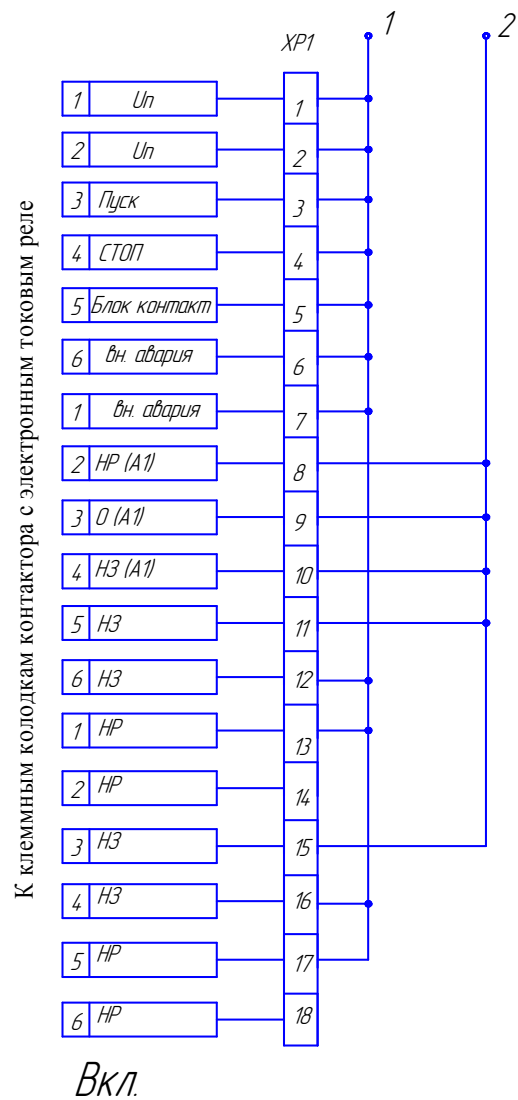 1 2
XP1
1 Uп 1
2 Uп 2
3 Пуск 3
4 СТОП 4
5 Блок контакт 5
6 вн. авария 6
1 вн. авария 7
2 НР (А1) 8
3 0 (А1) 9
4 НЗ (А1) 10
5 НЗ 11
6 НЗ 12
1 НР 13
2 НР 14
3 НЗ 15
4 НЗ 16
5 НР 17
6 НР 18
К клеммным колодкам контактора с электронным токовым реле
Вкл.